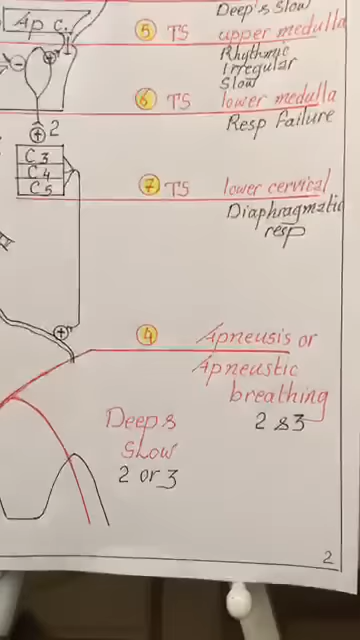 Deep & Slow
Ap c.
5 TS upper medulla
Rhythmic
Irregular
Slow
6 TS lower medulla
Resp Failure
2
C3
C4
C5
7 TS lower cervical
Diaphragmatic
resp
4 Apneusis or
Apneustic
breathing
2 & 3
Deep &
Slow
2 or 3
2